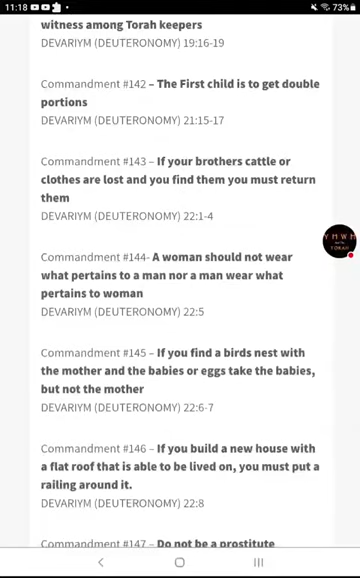 11:18
73%
witness among Torah keepers
DEVARIYM (DEUTERONOMY) 19:16-19
Commandment #142 – The First child is to get double
portions
DEVARIYM (DEUTERONOMY) 21:15-17
Commandment #143 – If your brothers cattle or
clothes are lost and you find them you must return
them
DEVARIYM (DEUTERONOMY) 22:1-4
Commandment #144- A woman should not wear
what pertains to a man nor a man wear what
pertains to woman
DEVARIYM (DEUTERONOMY) 22:5
Commandment #145 – If you find a birds nest with
the mother and the babies or eggs take the babies,
but not the mother
DEVARIYM (DEUTERONOMY) 22:6-7
Commandment #146 – If you build a new house with
a flat roof that is able to be lived on, you must put a
railing around it.
DEVARIYM (DEUTERONOMY) 22:8
Commandment #147 – Do not be a prostitute